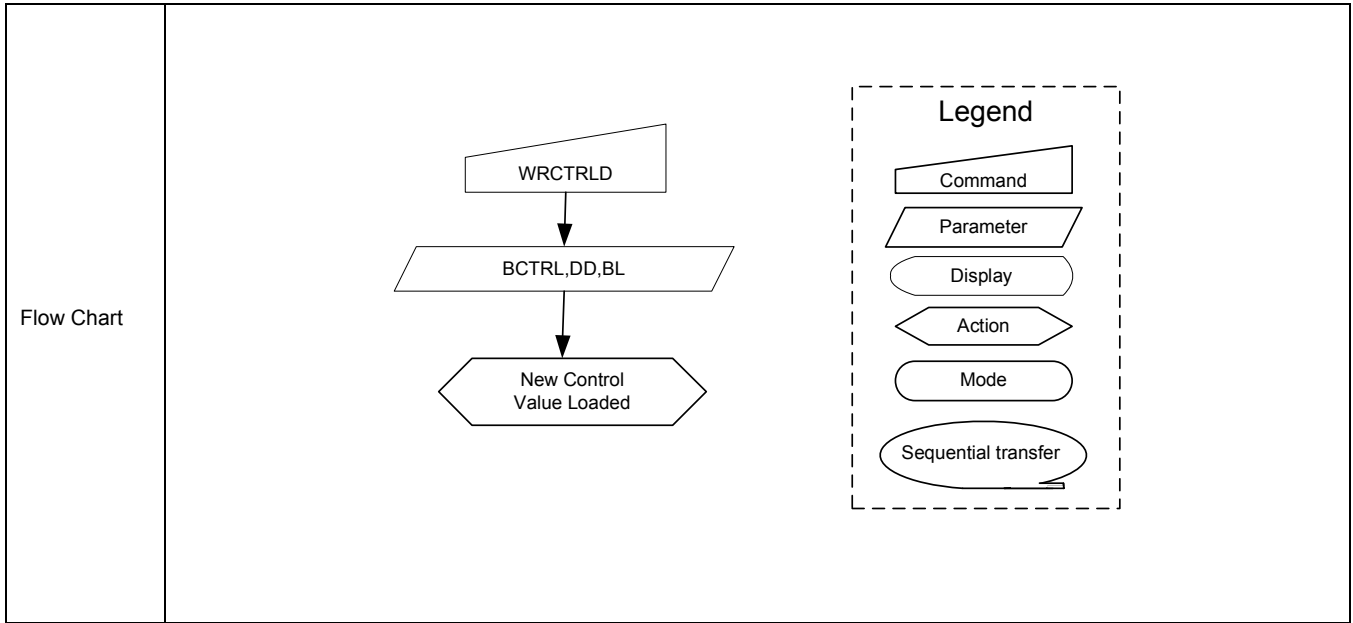 Flow Chart
WRCTRLD
BCTRL,DD,BL
New Control
Value Loaded
Legend
Command
Parameter
Display
Action
Mode
Sequential transfer